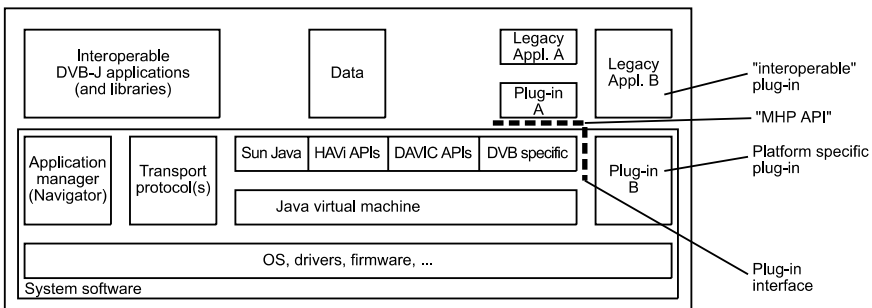 Interoperable
DVB-J applications
(and libraries)
Data
Legacy
Appl. A
Plug-in
A
Legacy
Appl. B
"interoperable"
plug-in
"MHP API"
Application
manager
(Navigator)
Transport
protocol(s)
Sun Java
HAVi APIs
DAVIC APIs
DVB specific
Plug-in
B
Platform specific
plug-in
Java virtual machine
OS, drivers, firmware, ...
System software
Plug-in
interface